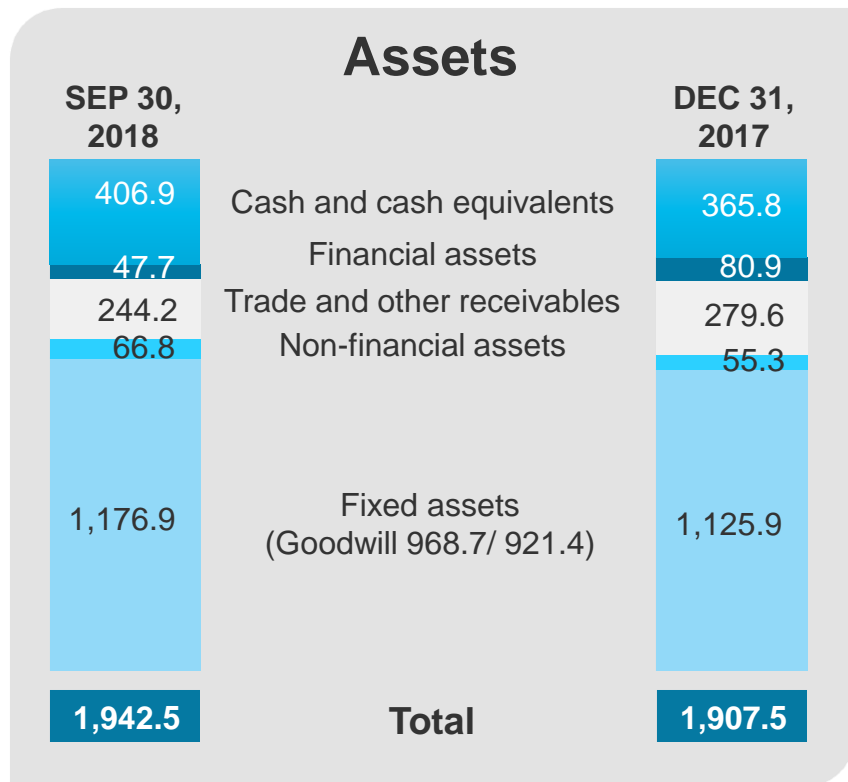 Assets
SEP 30,
2018
DEC 31,
2017
406.9
Cash and cash equivalents
365.8
47.7
Financial assets
80.9
244.2
Trade and other receivables
279.6
66.8
Non-financial assets
55.3
1,176.9
Fixed assets
(Goodwill 968.7/ 921.4)
1,125.9
1,942.5
Total
1,907.5